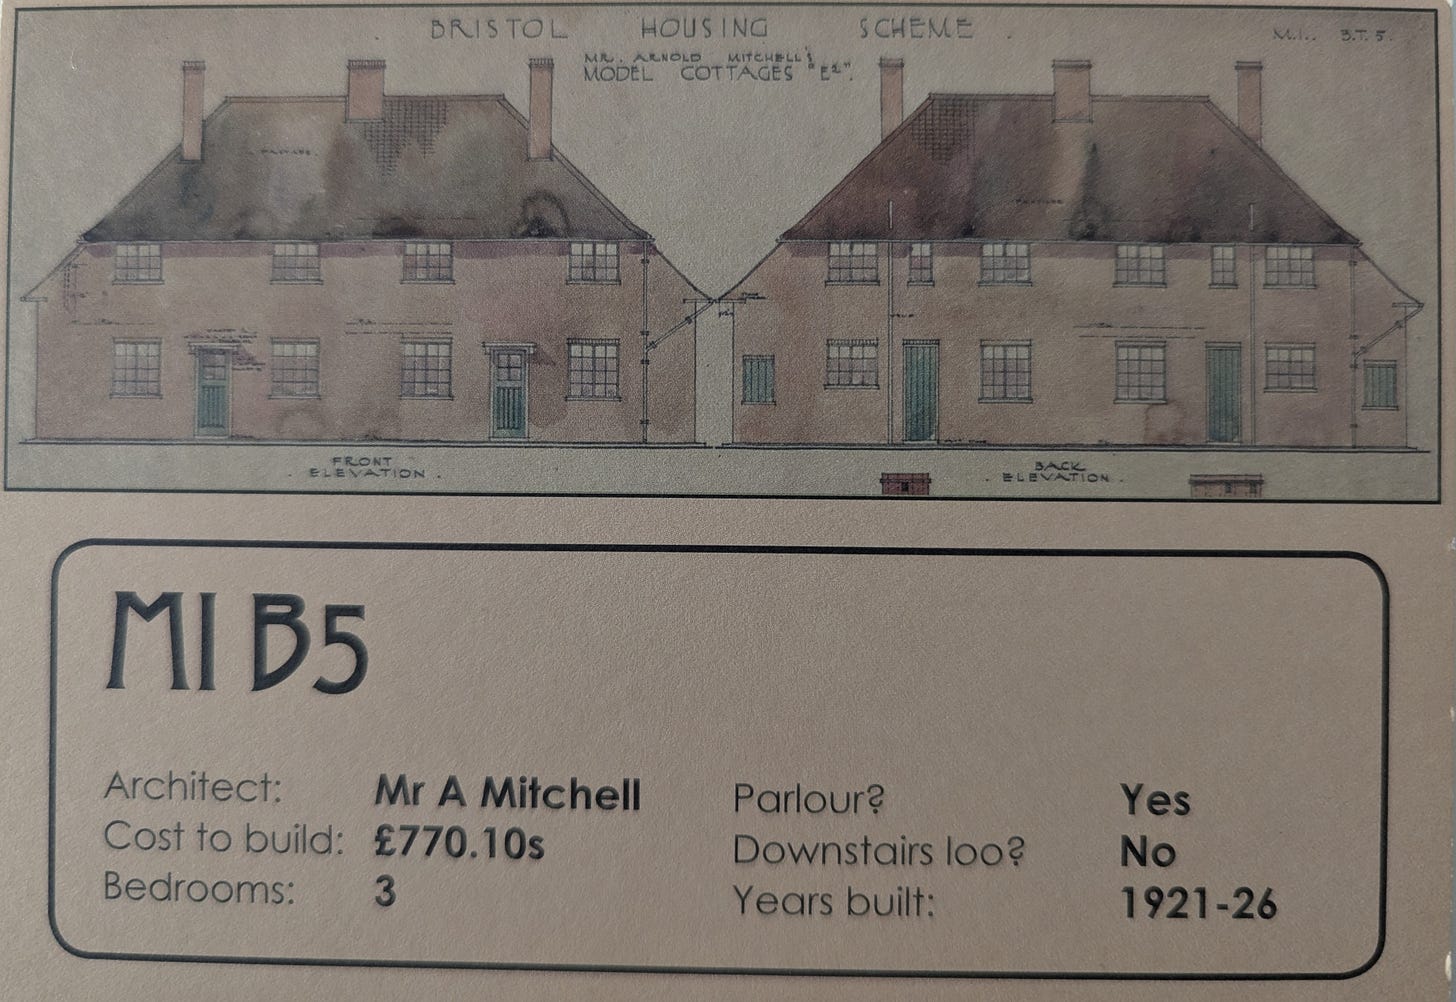 BRISTOL HOUSING SCHEME.
M.I. B.T.5.
MR. ARNOLD MITCHELL'S
MODEL COTTAGES "E2".
FRONT
ELEVATION.
BACK
ELEVATION.
MI B5
Architect: Mr A Mitchell
Cost to build: £770.10s
Bedrooms: 3
Parlour? Yes
Downstairs loo? No
Years built: 1921-26